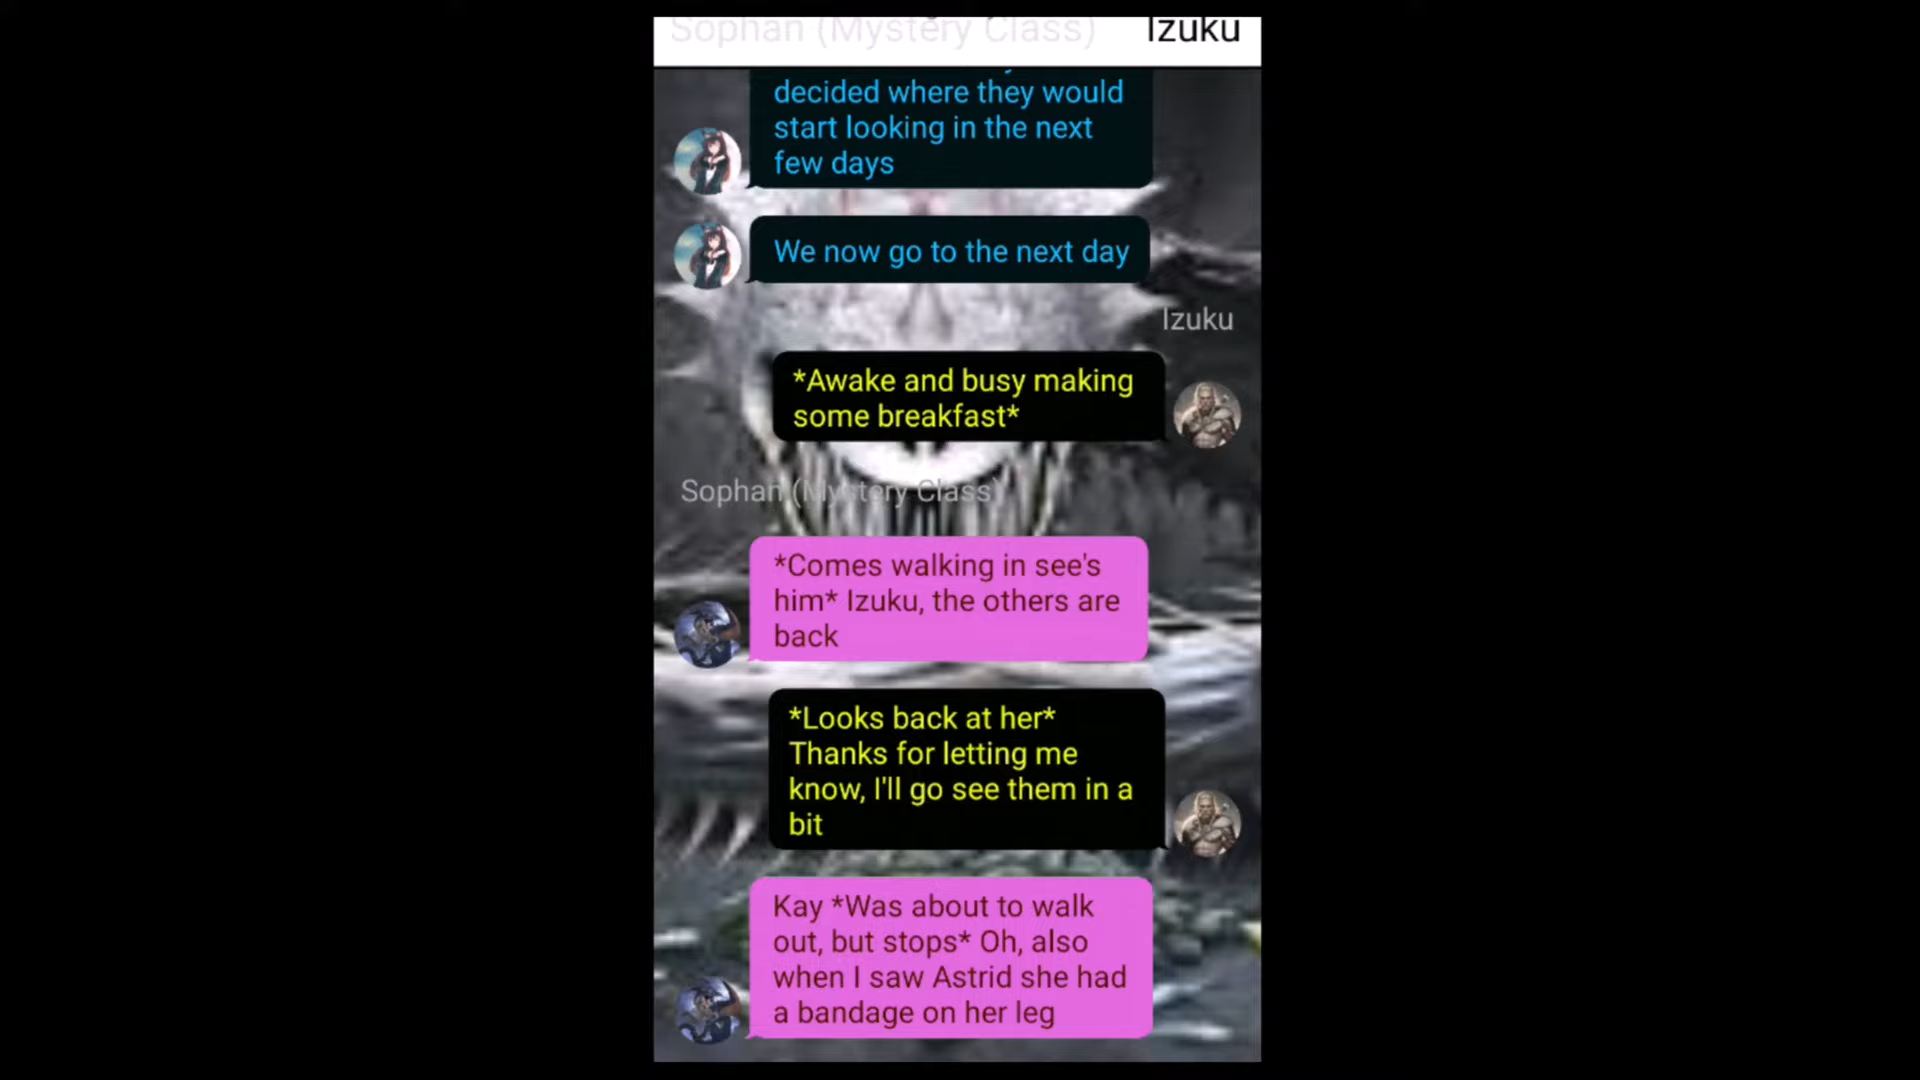 Sophan (Mystery Class) Izuku
decided where they would
start looking in the next
few days
We now go to the next day
Izuku
*Awake and busy making
some breakfast*
Sophan (Mystery Class)
*Comes walking in see's
him* Izuku, the others are
back
*Looks back at her*
Thanks for letting me
know, I'll go see them in a
bit
Kay *Was about to walk
out, but stops* Oh, also
when I saw Astrid she had
a bandage on her leg